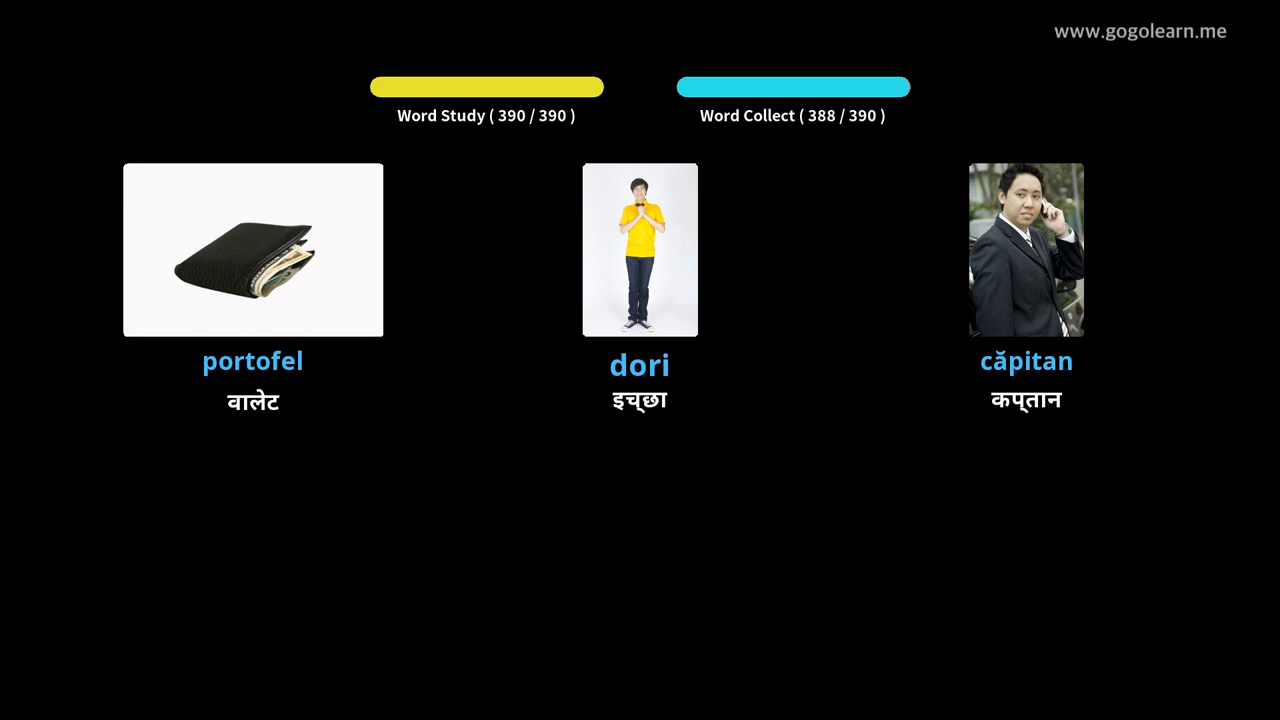 www.gogolearn.me
Word Study ( 390 / 390 )
Word Collect ( 388 / 390 )
portofel
dori
căpitan
वालेट
इच्‌छा
कप्‌तान